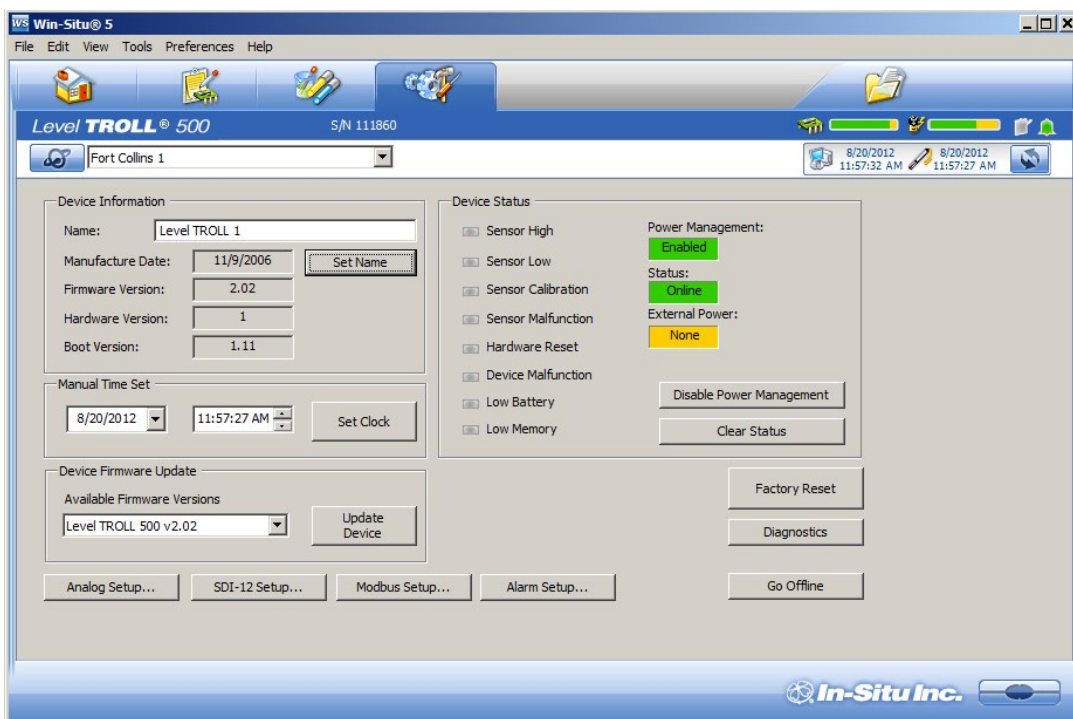 WS Win-Situ® 5
File Edit View Tools Preferences Help
Level TROLL® 500 S/N 111860
Fort Collins 1
8/20/2012 11:57:32 AM
8/20/2012 11:57:27 AM
Device Information
Name: Level TROLL 1
Manufacture Date: 11/9/2006 Set Name
Firmware Version: 2.02
Hardware Version: 1
Boot Version: 1.11
Manual Time Set
8/20/2012 11:57:27 AM Set Clock
Device Firmware Update
Available Firmware Versions
Level TROLL 500 v2.02
Update
Device
Device Status
Sensor High
Sensor Low
Sensor Calibration
Sensor Malfunction
Hardware Reset
Device Malfunction
Low Battery
Low Memory
Power Management:
Enabled
Status:
Online
External Power:
None
Disable Power Management
Clear Status
Factory Reset
Diagnostics
Analog Setup... SDI-12 Setup... Modbus Setup... Alarm Setup... Go Offline
In-Situ Inc.